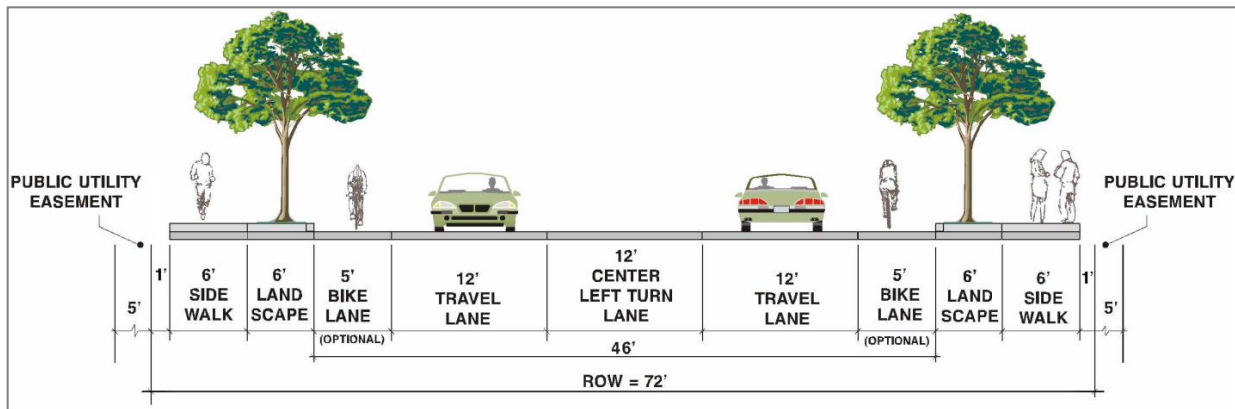 PUBLIC UTILITY
EASEMENT
5'
1'
6'
SIDE
WALK
6'
LAND
SCAPE
5'
BIKE
LANE
(OPTIONAL)
12'
TRAVEL
LANE
12'
CENTER
LEFT TURN
LANE
12'
TRAVEL
LANE
5'
BIKE
LANE
(OPTIONAL)
6'
LAND
SCAPE
6'
SIDE
WALK
1'
5'
PUBLIC UTILITY
EASEMENT
46'
ROW = 72'